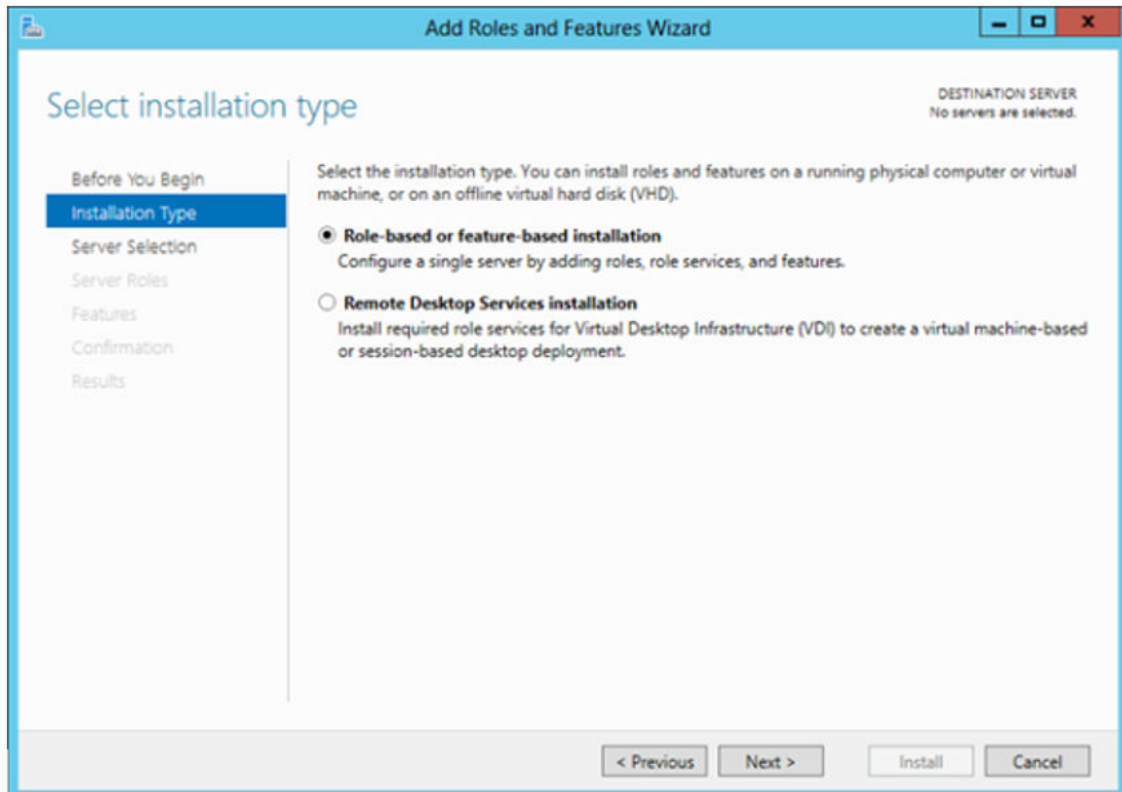 Add Roles and Features Wizard
Select installation type
DESTINATION SERVER
No servers are selected.
Before You Begin
Installation Type
Server Selection
Server Roles
Features
Confirmation
Results
Select the installation type. You can install roles and features on a running physical computer or virtual
machine, or on an offline virtual hard disk (VHD).
Role-based or feature-based installation
Configure a single server by adding roles, role services, and features.
Remote Desktop Services installation
Install required role services for Virtual Desktop Infrastructure (VDI) to create a virtual machine-based
or session-based desktop deployment.
< Previous
Next >
Install
Cancel